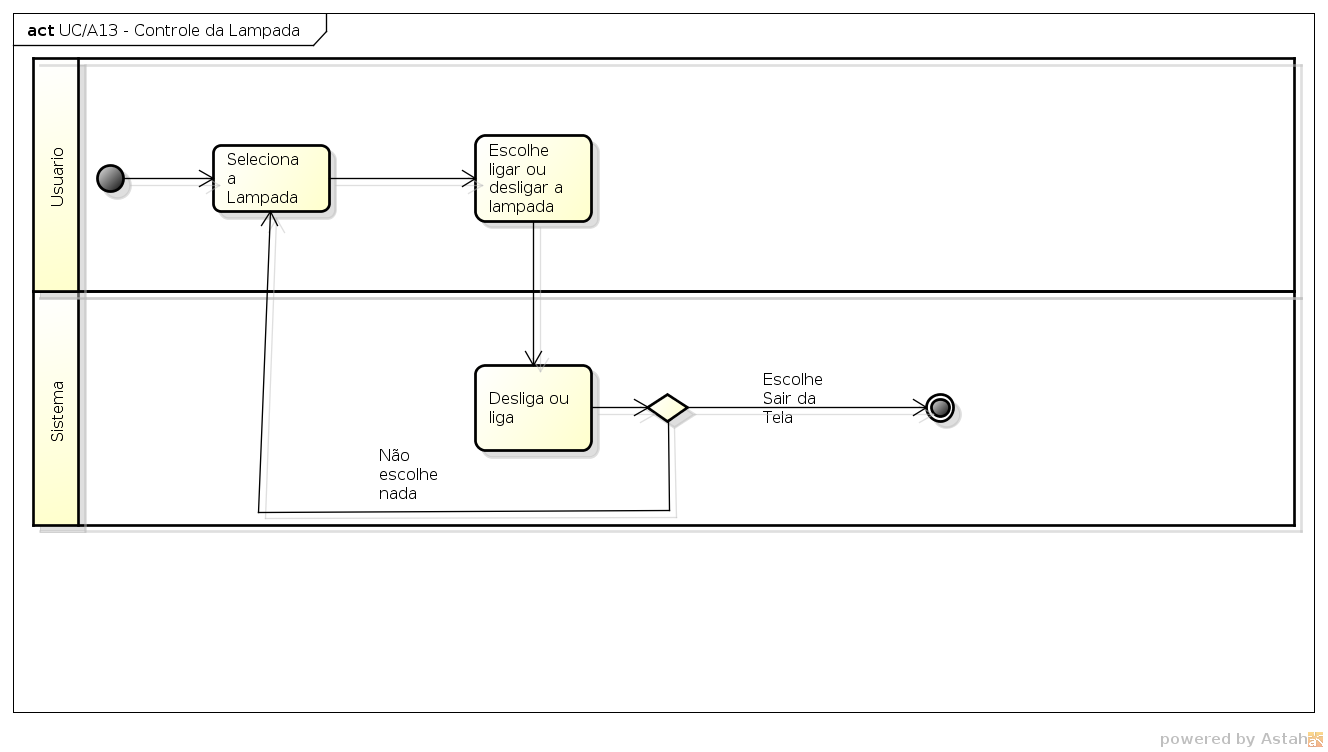 act UC/A13 - Controle da Lampada
Usuario
Seleciona
a
Lampada
Escolhe
ligar ou
desligar a
lampada
Sistema
Desliga ou
liga
Escolhe
Sair da
Tela
Não
escolhe
nada
powered by Astah